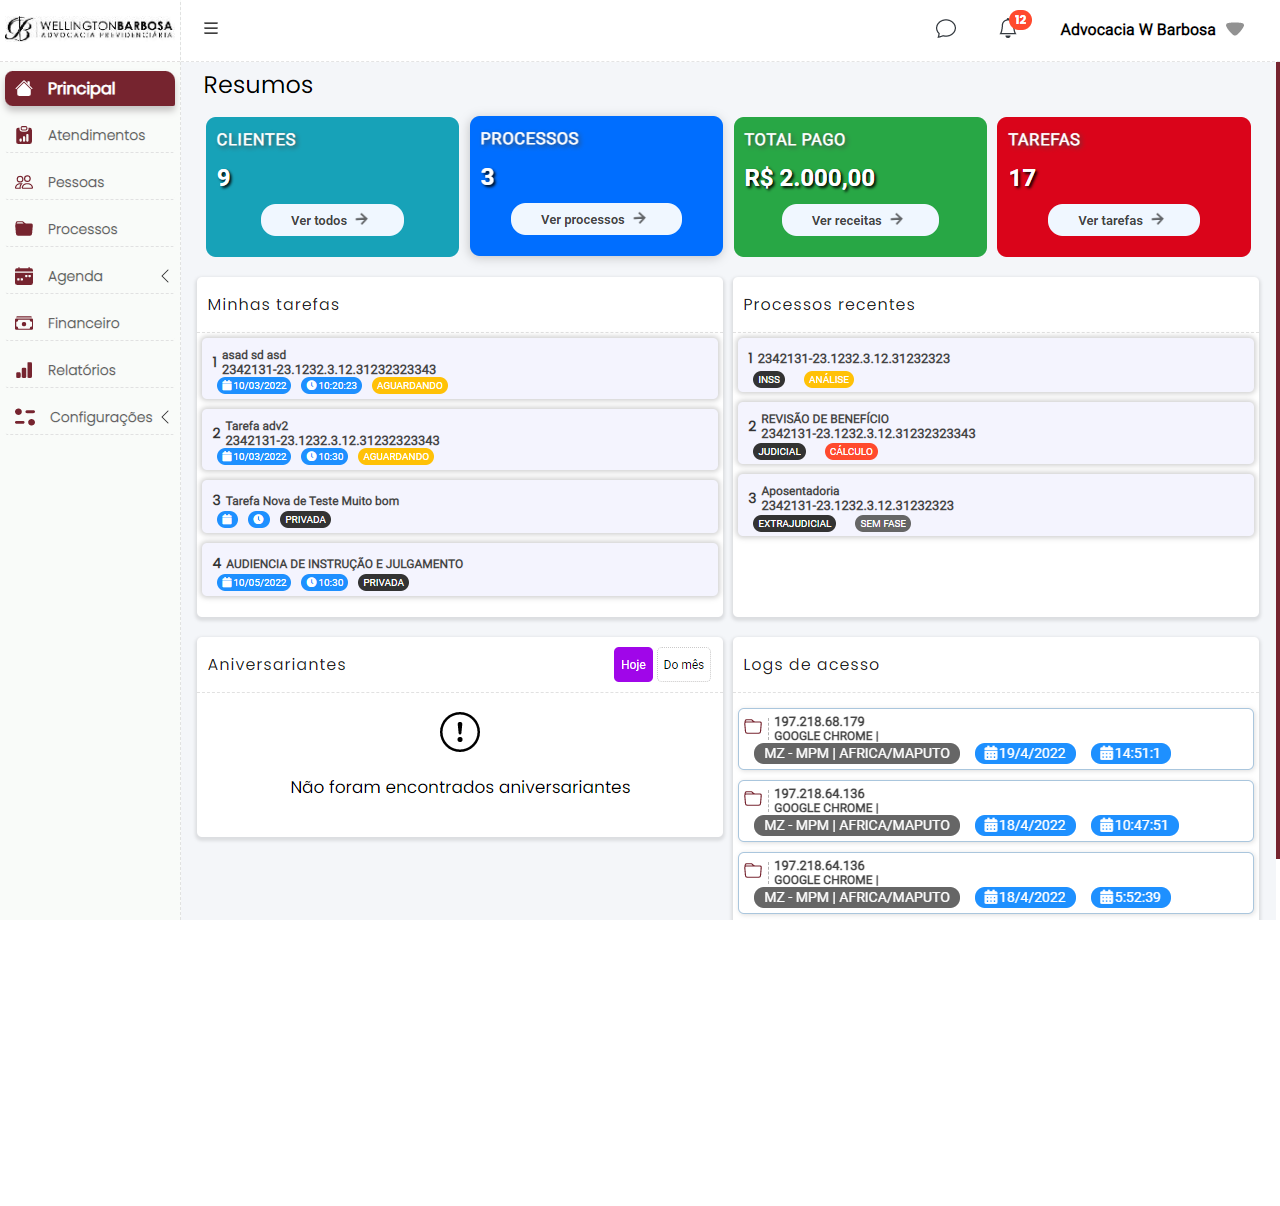 WELLINGTONBARBOSA
ADVOCACIA PREVIDENCIÁRIA
12
Advocacia W Barbosa
Principal
Atendimentos
Pessoas
Processos
Agenda
Financeiro
Relatórios
Configurações
Resumos
CLIENTES
9
Ver todos
PROCESSOS
3
Ver processos
TOTAL PAGO
R$ 2.000,00
Ver receitas
TAREFAS
17
Ver tarefas
Minhas tarefas
1 asad sd asd
2342131-23.1232.3.12.31232323343
10/03/2022 10:20:23 AGUARDANDO
2 Tarefa adv2
2342131-23.1232.3.12.31232323343
10/03/2022 10:30 AGUARDANDO
3 Tarefa Nova de Teste Muito bom
PRIVADA
4 AUDIENCIA DE INSTRUÇÃO E JULGAMENTO
10/05/2022 10:30 PRIVADA
Processos recentes
1 2342131-23.1232.3.12.31232323
INSS ANÁLISE
2 REVISÃO DE BENEFÍCIO
2342131-23.1232.3.12.31232323343
JUDICIAL CÁLCULO
3 Aposentadoria
2342131-23.1232.3.12.31232323
EXTRAJUDICIAL SEM FASE
Aniversariantes
Hoje Do mês
Não foram encontrados aniversariantes
Logs de acesso
197.218.68.179
GOOGLE CHROME |
MZ - MPM | AFRICA/MAPUTO 19/4/2022 14:51:1
197.218.64.136
GOOGLE CHROME |
MZ - MPM | AFRICA/MAPUTO 18/4/2022 10:47:51
197.218.64.136
GOOGLE CHROME |
MZ - MPM | AFRICA/MAPUTO 18/4/2022 5:52:39